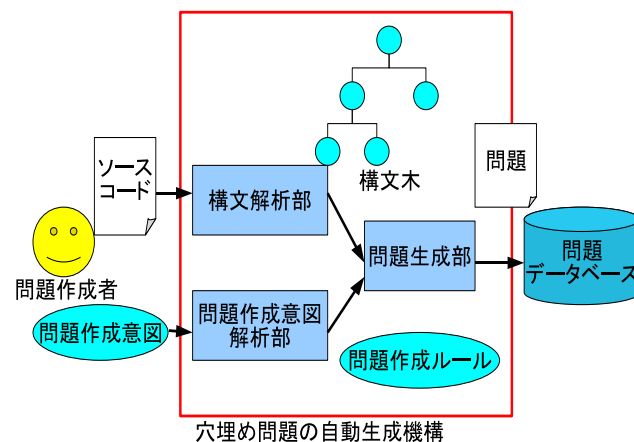 ソース
コード
構文木
問題
構文解析部
問題生成部
問題
データベース
問題作成者
問題作成意図
問題作成意図
解析部
問題作成ルール
穴埋め問題の自動生成機構